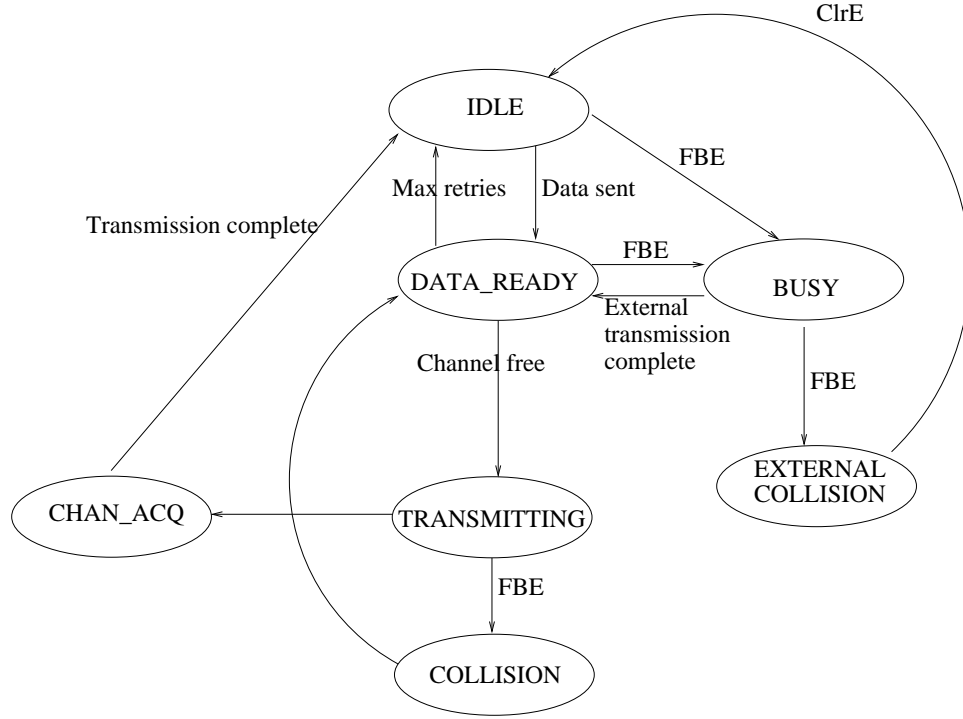 ClrE
IDLE
FBE
Max retries
Data sent
Transmission complete
FBE
DATA_READY
BUSY
External
transmission
complete
Channel free
FBE
EXTERNAL
COLLISION
CHAN_ACQ
TRANSMITTING
FBE
COLLISION